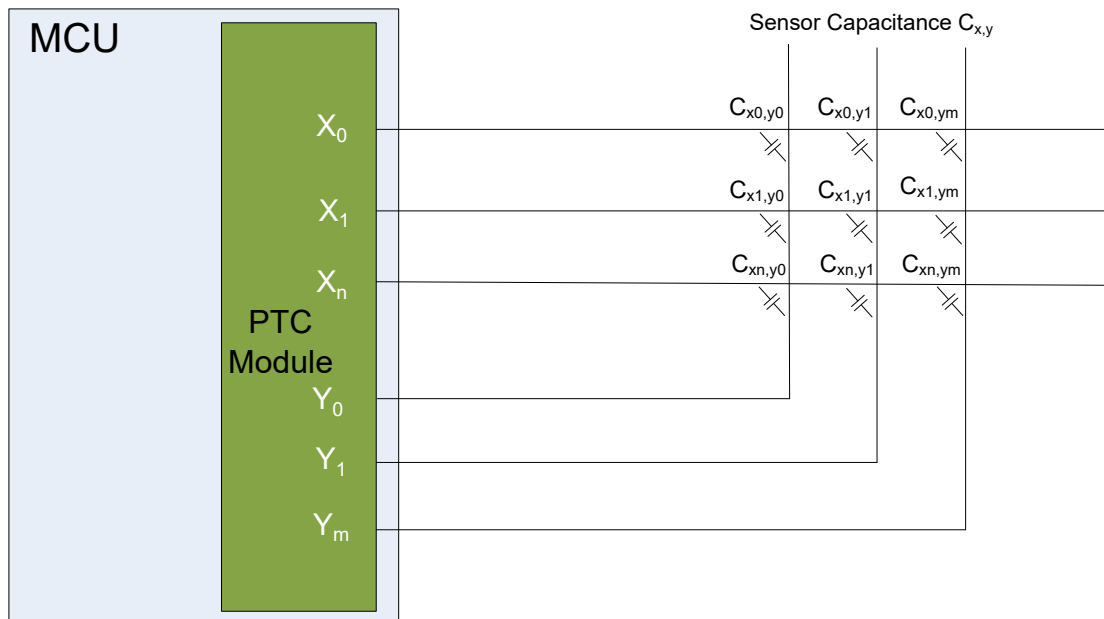 MCU
Sensor Capacitance Cx,y
Cx0,y0 Cx0,y1 Cx0,ym
X0
Cx1,y0 Cx1,y1 Cx1,ym
X1
Cxn,y0 Cxn,y1 Cxn,ym
Xn
PTC
Module
Y0
Y1
Ym